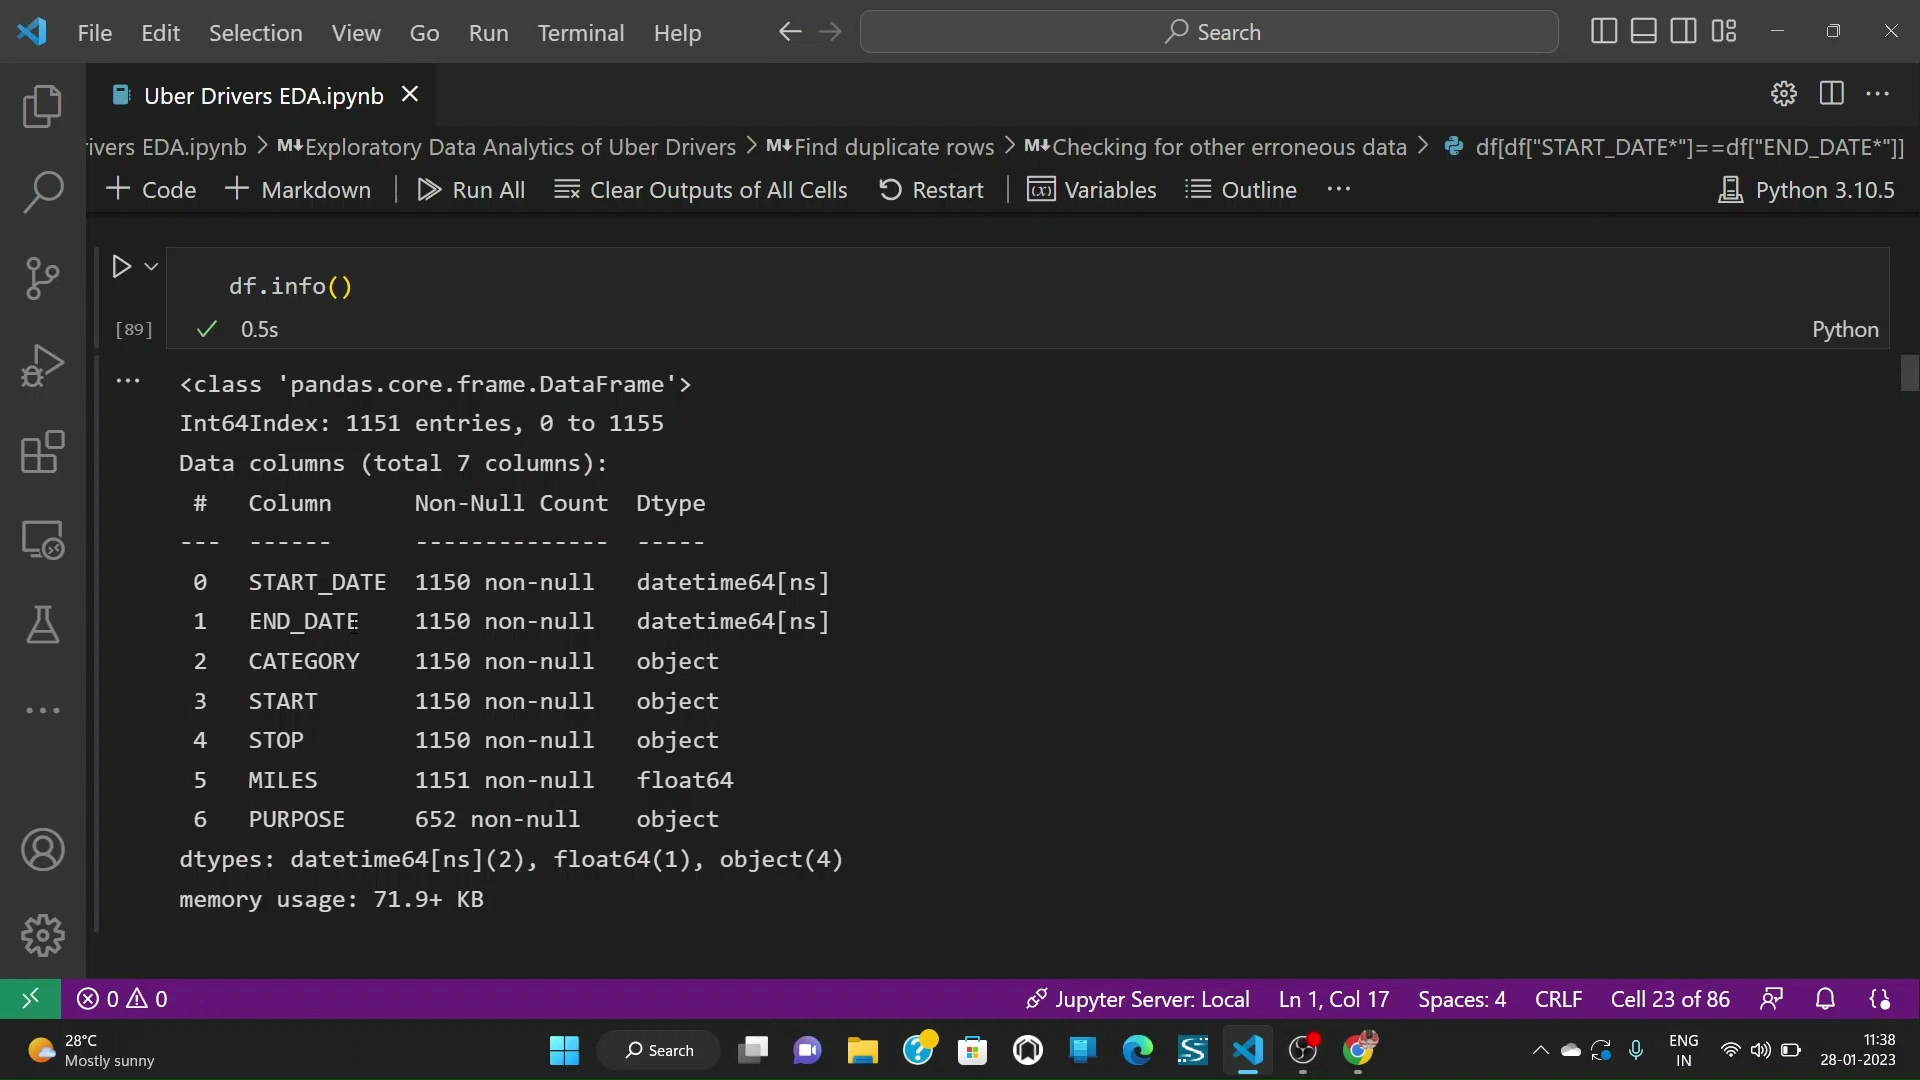 File Edit Selection View Go Run Terminal Help Search
Uber Drivers EDA.ipynb
ivers EDA.ipynb > M↓Exploratory Data Analytics of Uber Drivers > M↓Find duplicate rows > M↓Checking for other erroneous data > df[df["START_DATE*"]==df["END_DATE*"]]
+ Code + Markdown | Run All Clear Outputs of All Cells Restart | Variables Outline ··· Python 3.10.5
df.info()
[89] ✓ 0.5s Python
<class 'pandas.core.frame.DataFrame'>
Int64Index: 1151 entries, 0 to 1155
Data columns (total 7 columns):
# Column Non-Null Count Dtype
--- ------ -------------- -----
0 START_DATE 1150 non-null datetime64[ns]
1 END_DATE 1150 non-null datetime64[ns]
2 CATEGORY 1150 non-null object
3 START 1150 non-null object
4 STOP 1150 non-null object
5 MILES 1151 non-null float64
6 PURPOSE 652 non-null object
dtypes: datetime64[ns](2), float64(1), object(4)
memory usage: 71.9+ KB
0 0 Jupyter Server: Local Ln 1, Col 17 Spaces: 4 CRLF Cell 23 of 86
28°C
Mostly sunny
Search
ENG
IN
11:38
28-01-2023